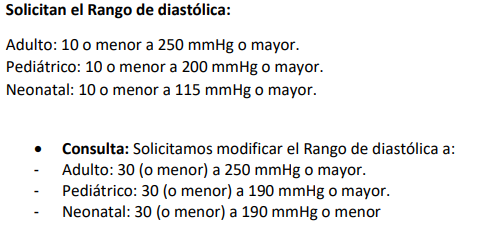 Solicitan el Rango de diastólica:
Adulto: 10 o menor a 250 mmHg o mayor.
Pediátrico: 10 o menor a 200 mmHg o mayor.
Neonatal: 10 o menor a 115 mmHg o mayor.
• Consulta: Solicitamos modificar el Rango de diastólica a:
- Adulto: 30 (o menor) a 250 mmHg o mayor.
- Pediátrico: 30 (o menor) a 190 mmHg o mayor.
- Neonatal: 30 (o menor) a 190 mmHg o menor